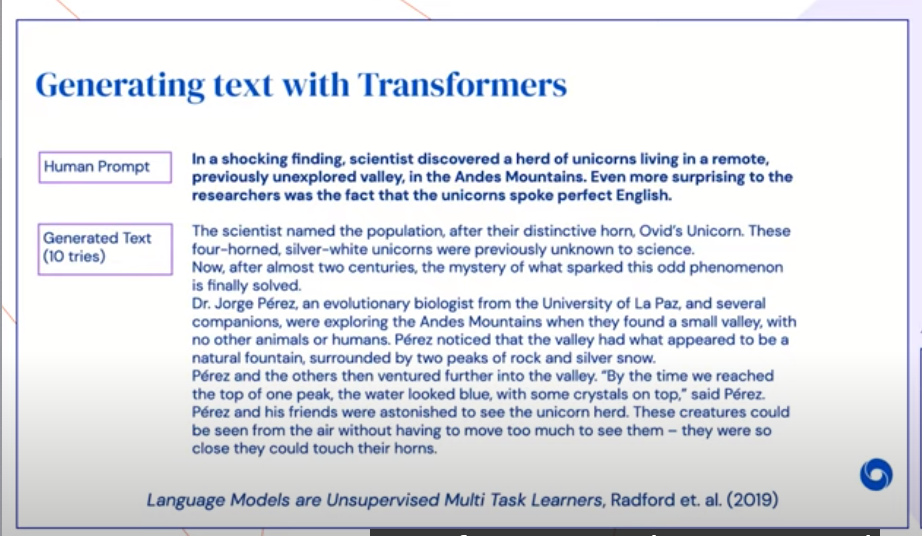 Generating text with Transformers
Human Prompt
In a shocking finding, scientist discovered a herd of unicorns living in a remote,
previously unexplored valley, in the Andes Mountains. Even more surprising to the
researchers was the fact that the unicorns spoke perfect English.
Generated Text
(10 tries)
The scientist named the population, after their distinctive horn, Ovid's Unicorn. These
four-horned, silver-white unicorns were previously unknown to science.
Now, after almost two centuries, the mystery of what sparked this odd phenomenon
is finally solved.
Dr. Jorge Pérez, an evolutionary biologist from the University of La Paz, and several
companions, were exploring the Andes Mountains when they found a small valley, with
no other animals or humans. Pérez noticed that the valley had what appeared to be a
natural fountain, surrounded by two peaks of rock and silver snow.
Pérez and the others then ventured further into the valley. "By the time we reached
the top of one peak, the water looked blue, with some crystals on top," said Pérez.
Pérez and his friends were astonished to see the unicorn herd. These creatures could
be seen from the air without having to move too much to see them – they were so
close they could touch their horns.
Language Models are Unsupervised Multi Task Learners, Radford et. al. (2019)